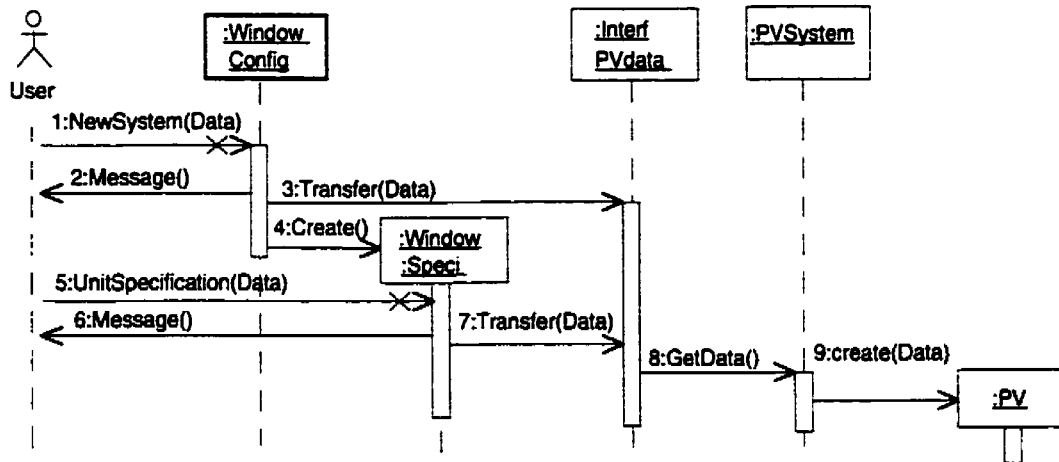 :Window
Config
:Interf
PVdata
:PVSystem
User
1:NewSystem(Data)
2:Message()
3:Transfer(Data)
4:Create()
:Window
:Speci
5:UnitSpecification(Data)
6:Message()
7:Transfer(Data)
8:GetData()
9:create(Data)
:PV